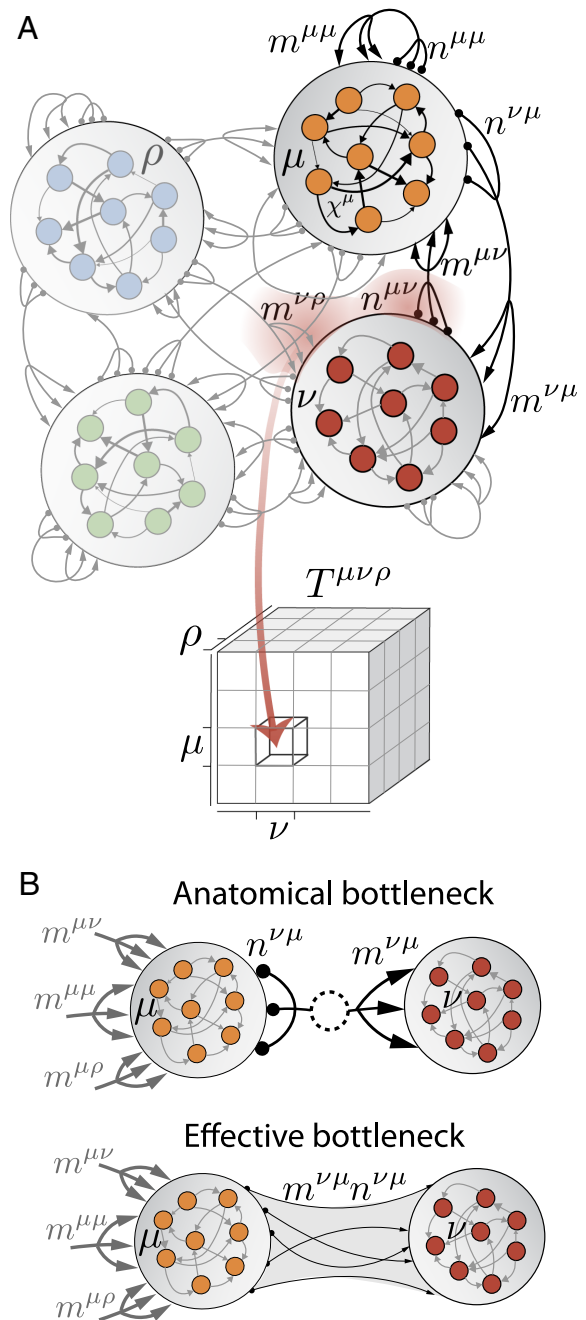 A
m^{μμ}
n^{μμ}
ρ
n^{νμ}
μ
χ^μ
m^{μν}
m^{νρ}
n^{μν}
ν
m^{νμ}
T^{μνρ}
ρ
μ
ν
B
Anatomical bottleneck
m^{μν}
n^{νμ}
m^{νμ}
m^{μμ}
μ
ν
m^{μρ}
Effective bottleneck
m^{μν}
m^{νμ}n^{νμ}
m^{μμ}
μ
ν
m^{μρ}